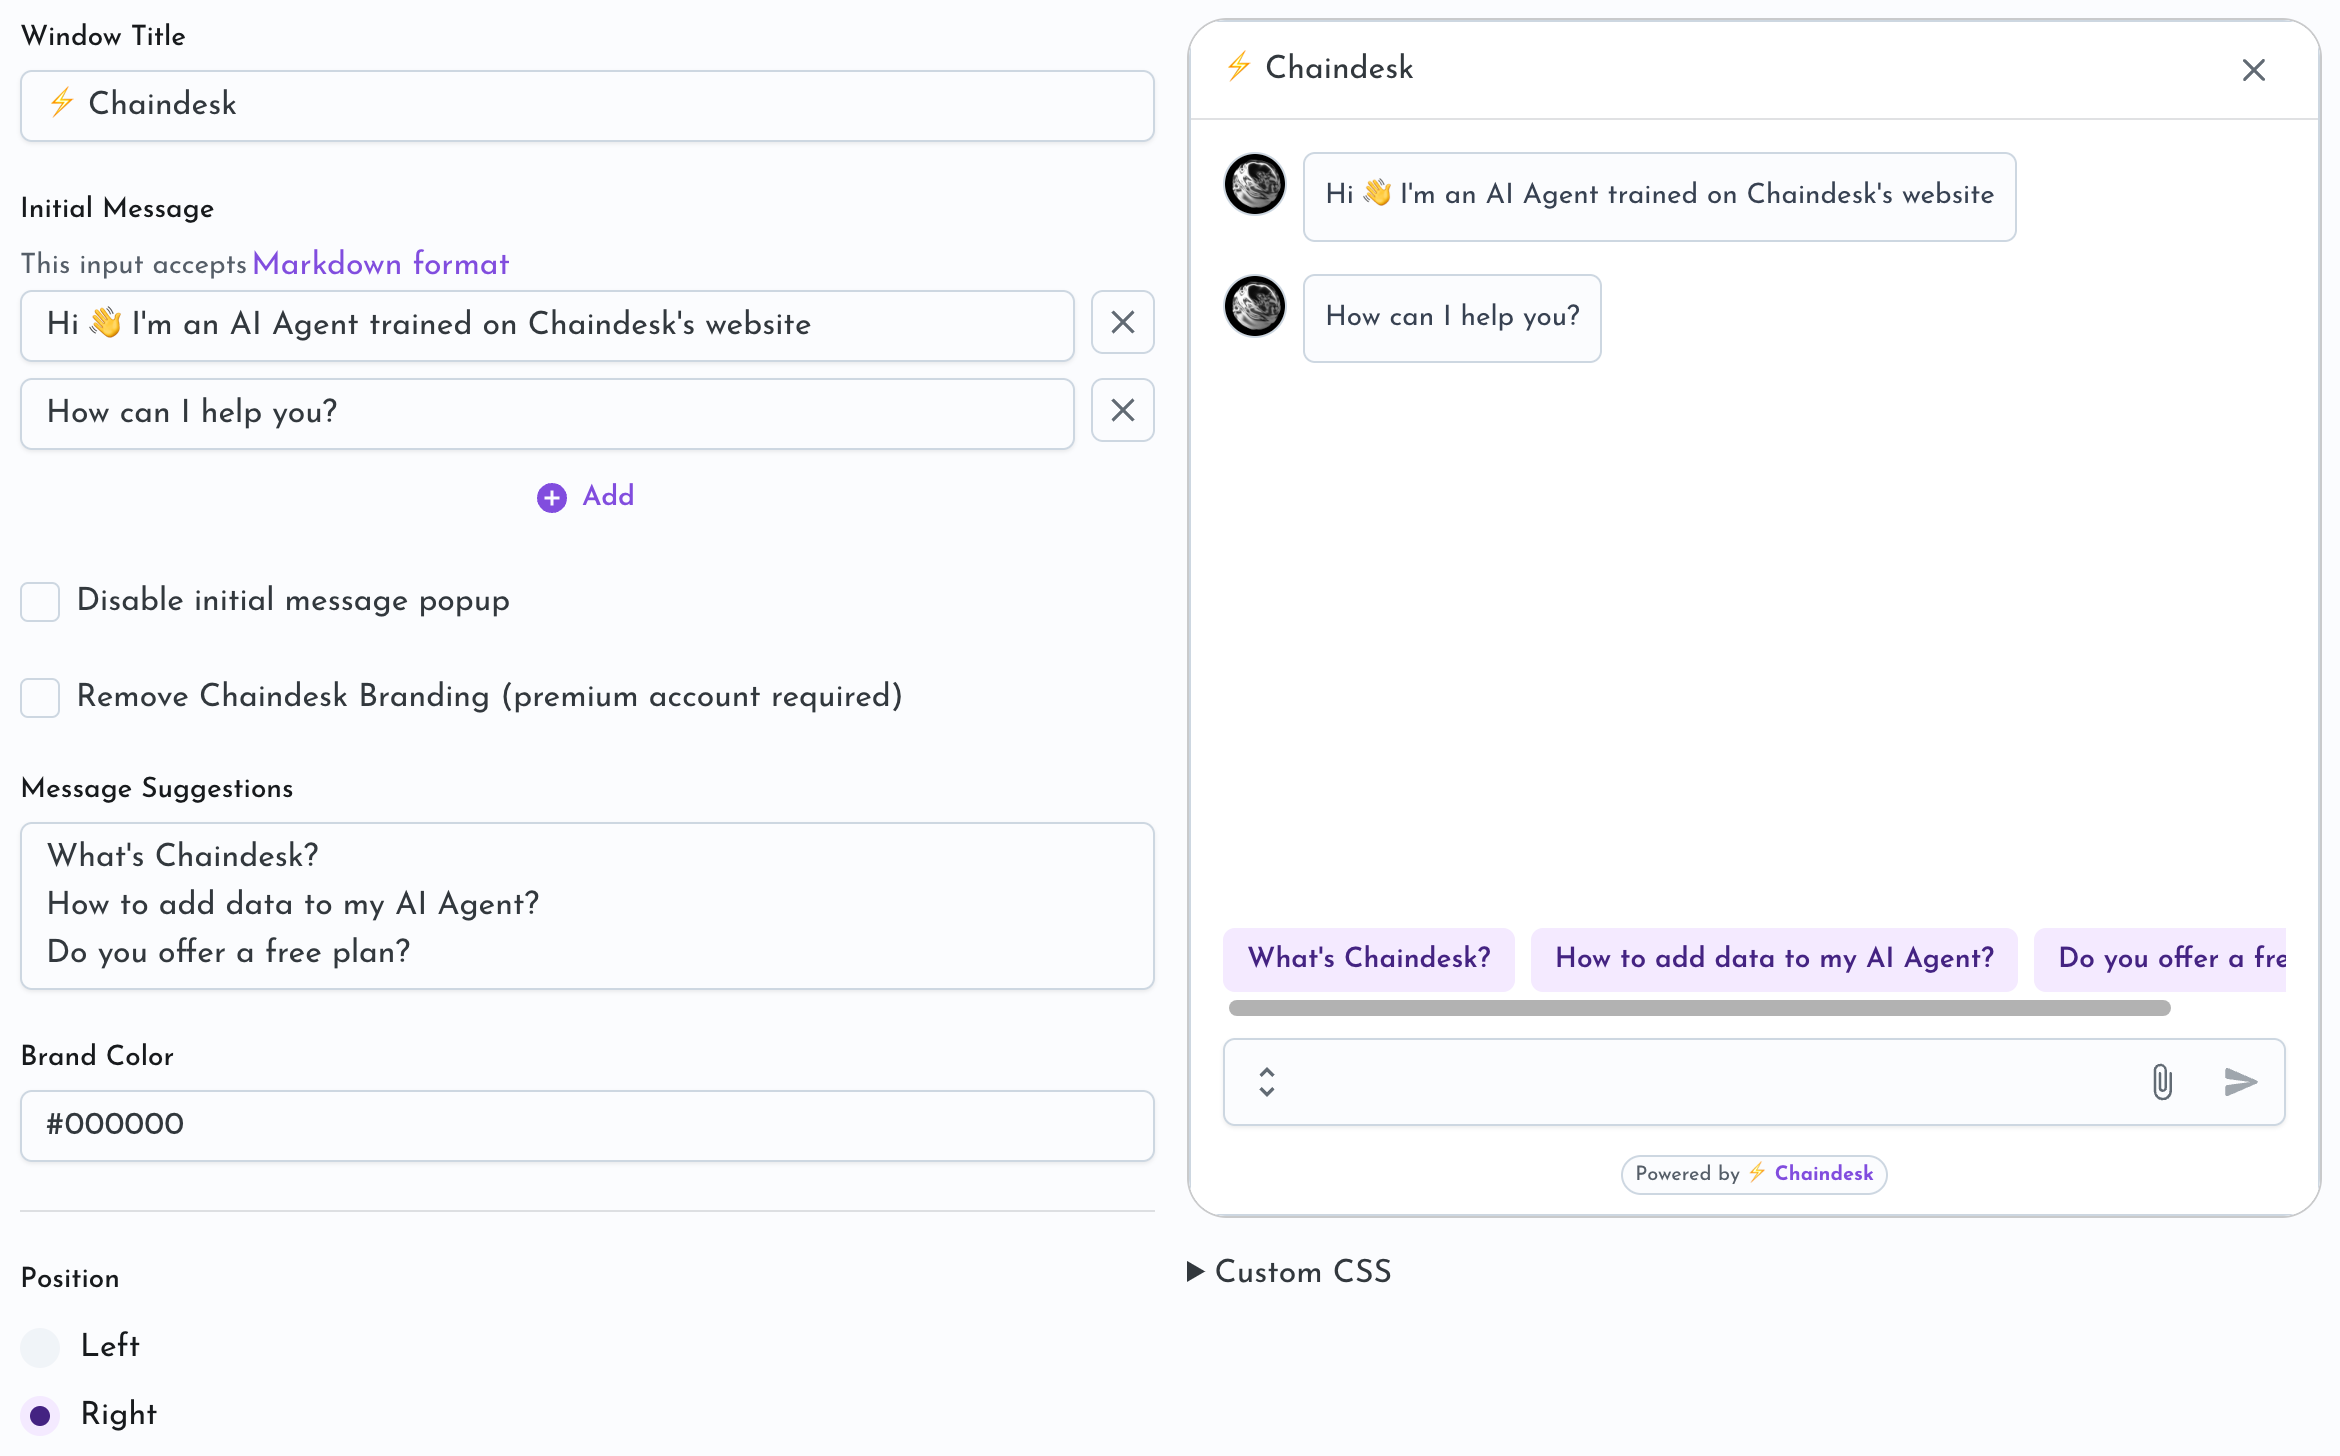 Window Title
⚡ Chaindesk
Initial Message
This input accepts Markdown format
Hi 👋 I'm an AI Agent trained on Chaindesk's website
How can I help you?
Add
Disable initial message popup
Remove Chaindesk Branding (premium account required)
Message Suggestions
What's Chaindesk?
How to add data to my AI Agent?
Do you offer a free plan?
Brand Color
#000000
Position
Left
Right
⚡ Chaindesk
Hi 👋 I'm an AI Agent trained on Chaindesk's website
How can I help you?
What's Chaindesk? How to add data to my AI Agent? Do you offer a fre
Powered by ⚡ Chaindesk
Custom CSS